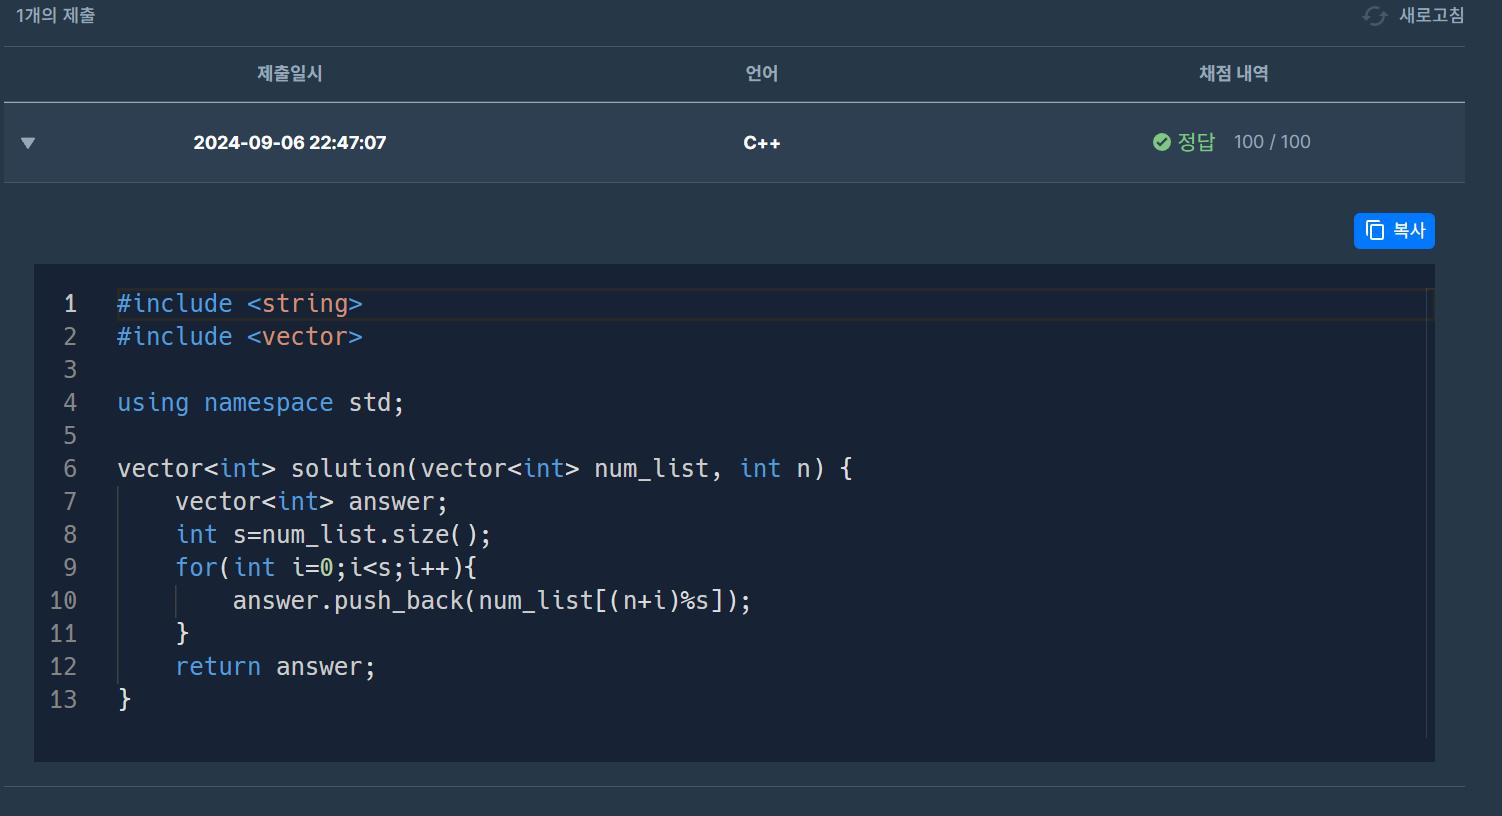 1개의 제출
새로고침
제출일시 언어 채점 내역
2024-09-06 22:47:07 C++ 정답 100 / 100
복사
1 #include <string>
2 #include <vector>
3
4 using namespace std;
5
6 vector<int> solution(vector<int> num_list, int n) {
7     vector<int> answer;
8     int s=num_list.size();
9     for(int i=0;i<s;i++){
10         answer.push_back(num_list[(n+i)%s]);
11     }
12     return answer;
13 }